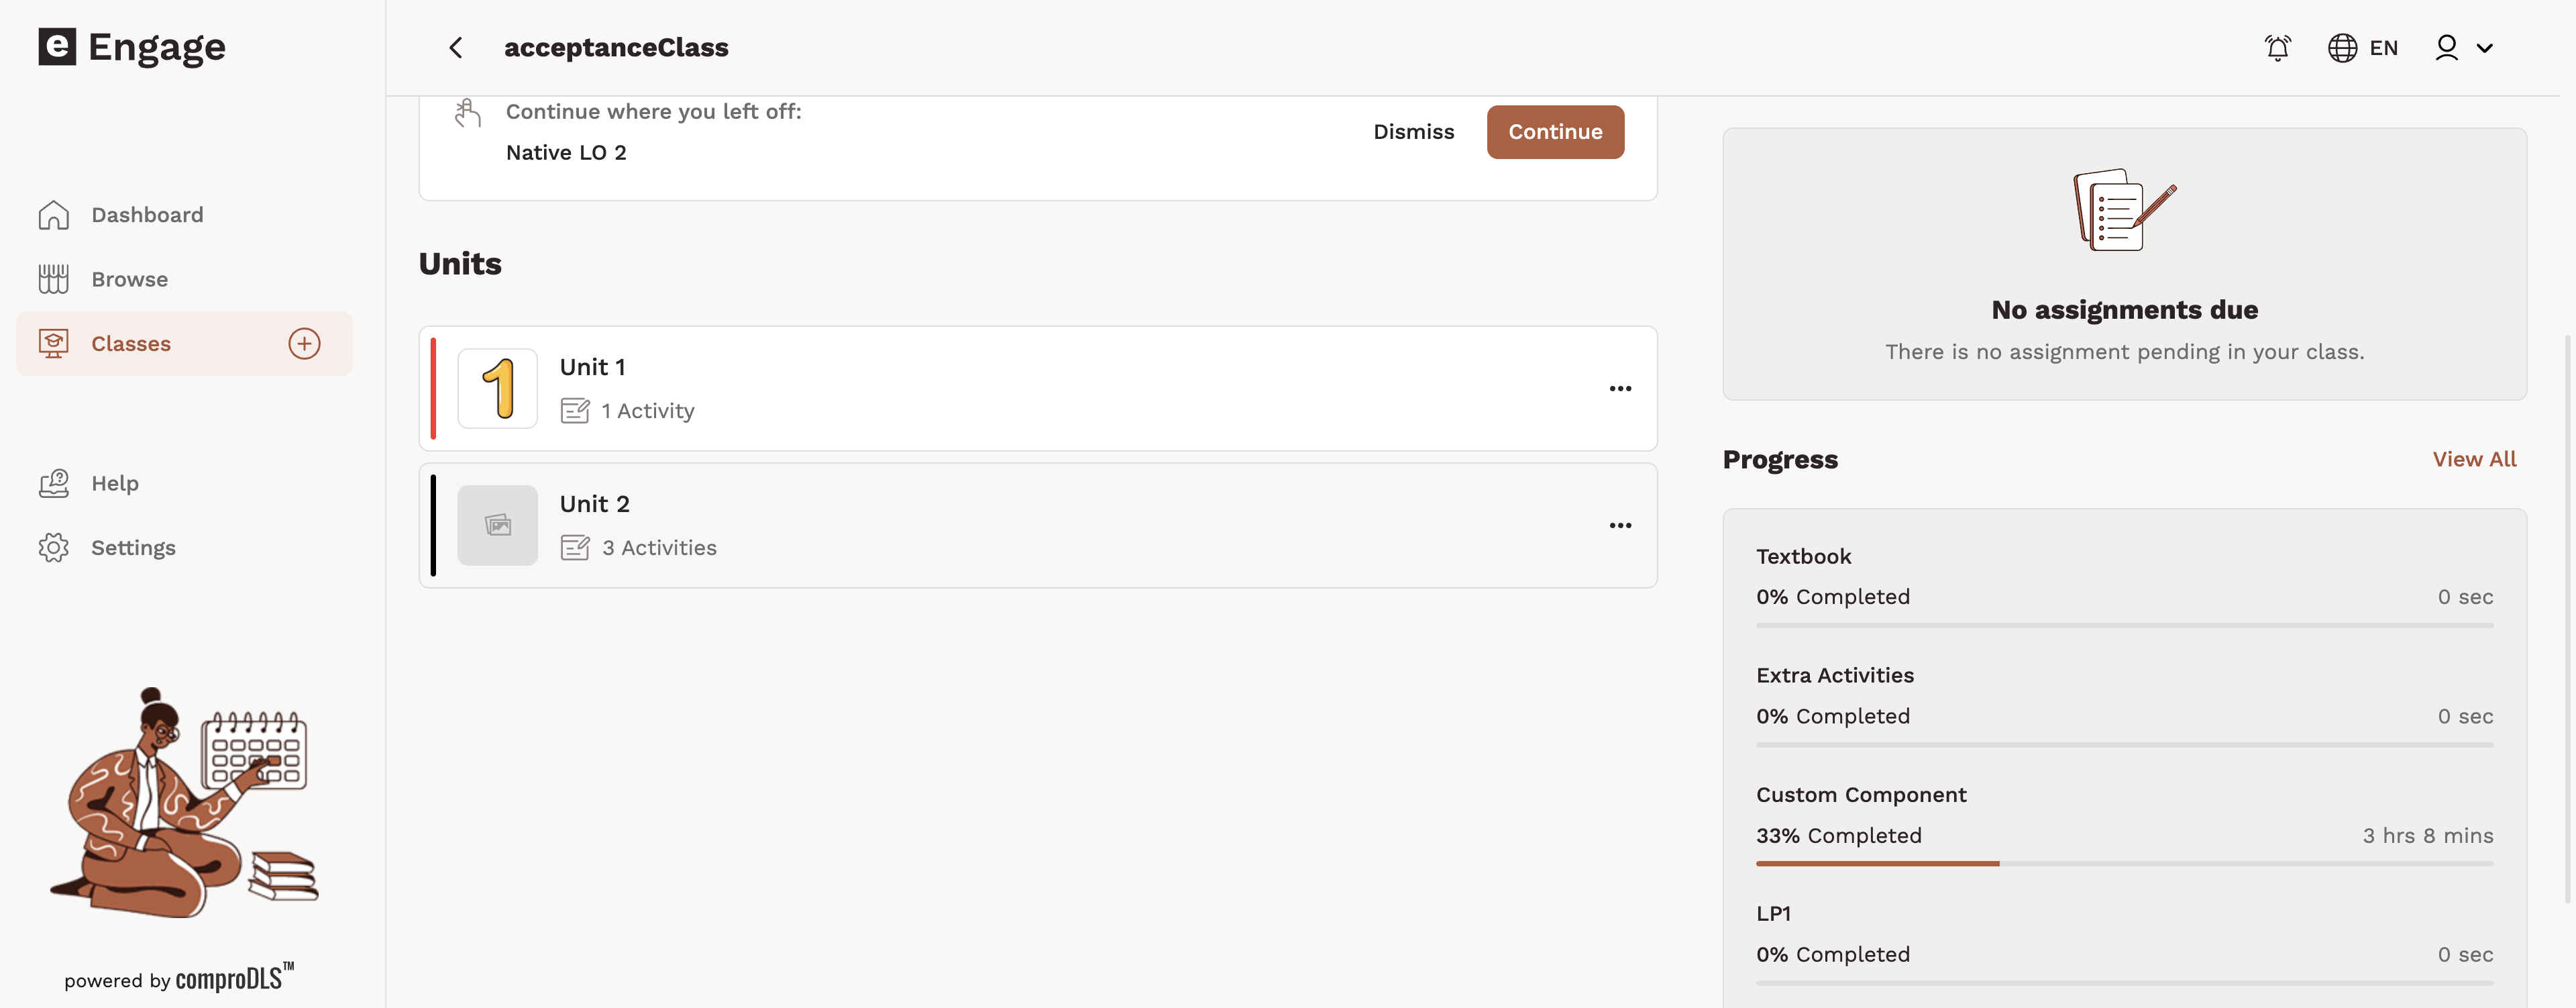 e Engage
acceptanceClass
EN
Dashboard
Browse
Classes
Help
Settings
powered by comproDLS™
Continue where you left off:
Native LO 2
Dismiss
Continue
Units
Unit 1
1 Activity
Unit 2
3 Activities
No assignments due
There is no assignment pending in your class.
Progress
View All
Textbook
0% Completed
0 sec
Extra Activities
0% Completed
0 sec
Custom Component
33% Completed
3 hrs 8 mins
LP1
0% Completed
0 sec